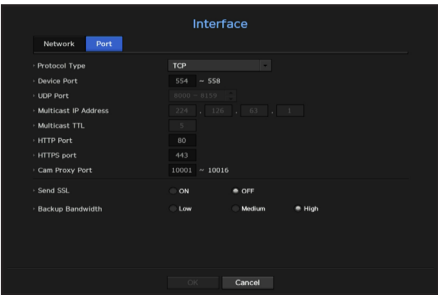 Interface
Network Port
· Protocol Type TCP
· Device Port 554 ~ 558
· UDP Port 8000 ~ 8159
· Multicast IP Address 224 . 126 . 63 . 1
· Multicast TTL 5
· HTTP Port 80
· HTTPS port 443
· Cam Proxy Port 10001 ~ 10016
· Send SSL ON OFF
· Backup Bandwidth Low Medium High
OK Cancel